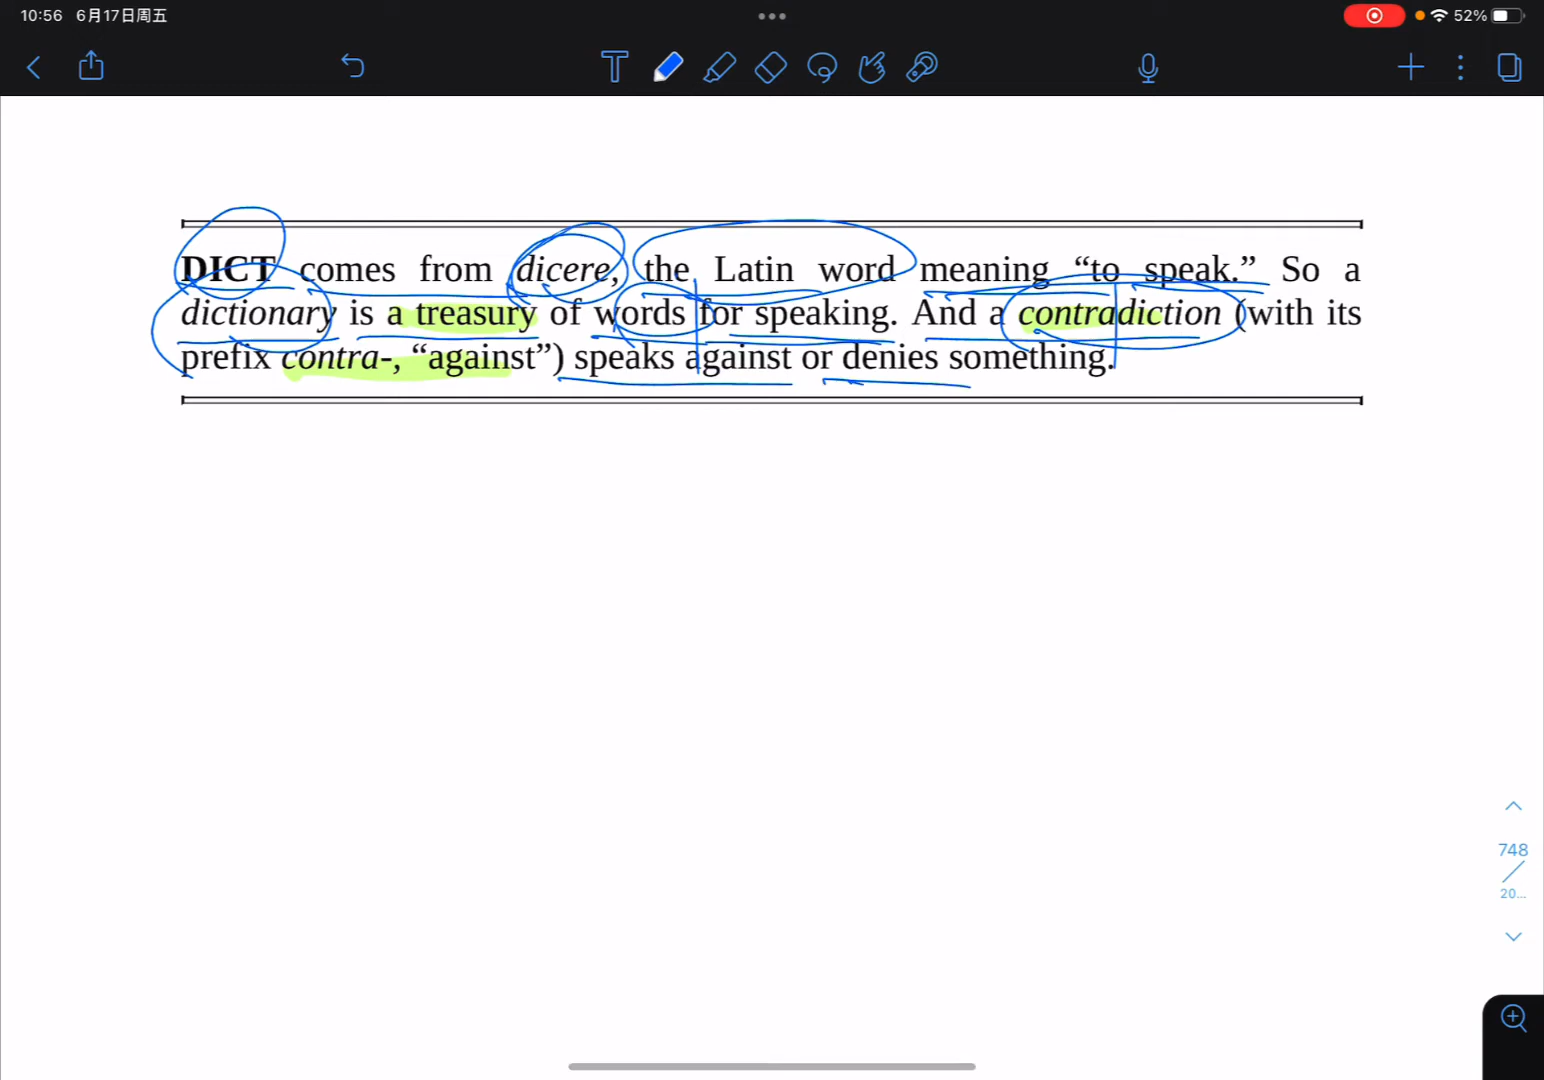 10:56 6月17日周五
52%
DICT comes from dicere, the Latin word meaning “to speak.” So a
dictionary is a treasury of words for speaking. And a contradiction (with its
prefix contra-, “against”) speaks against or denies something.
748
20...